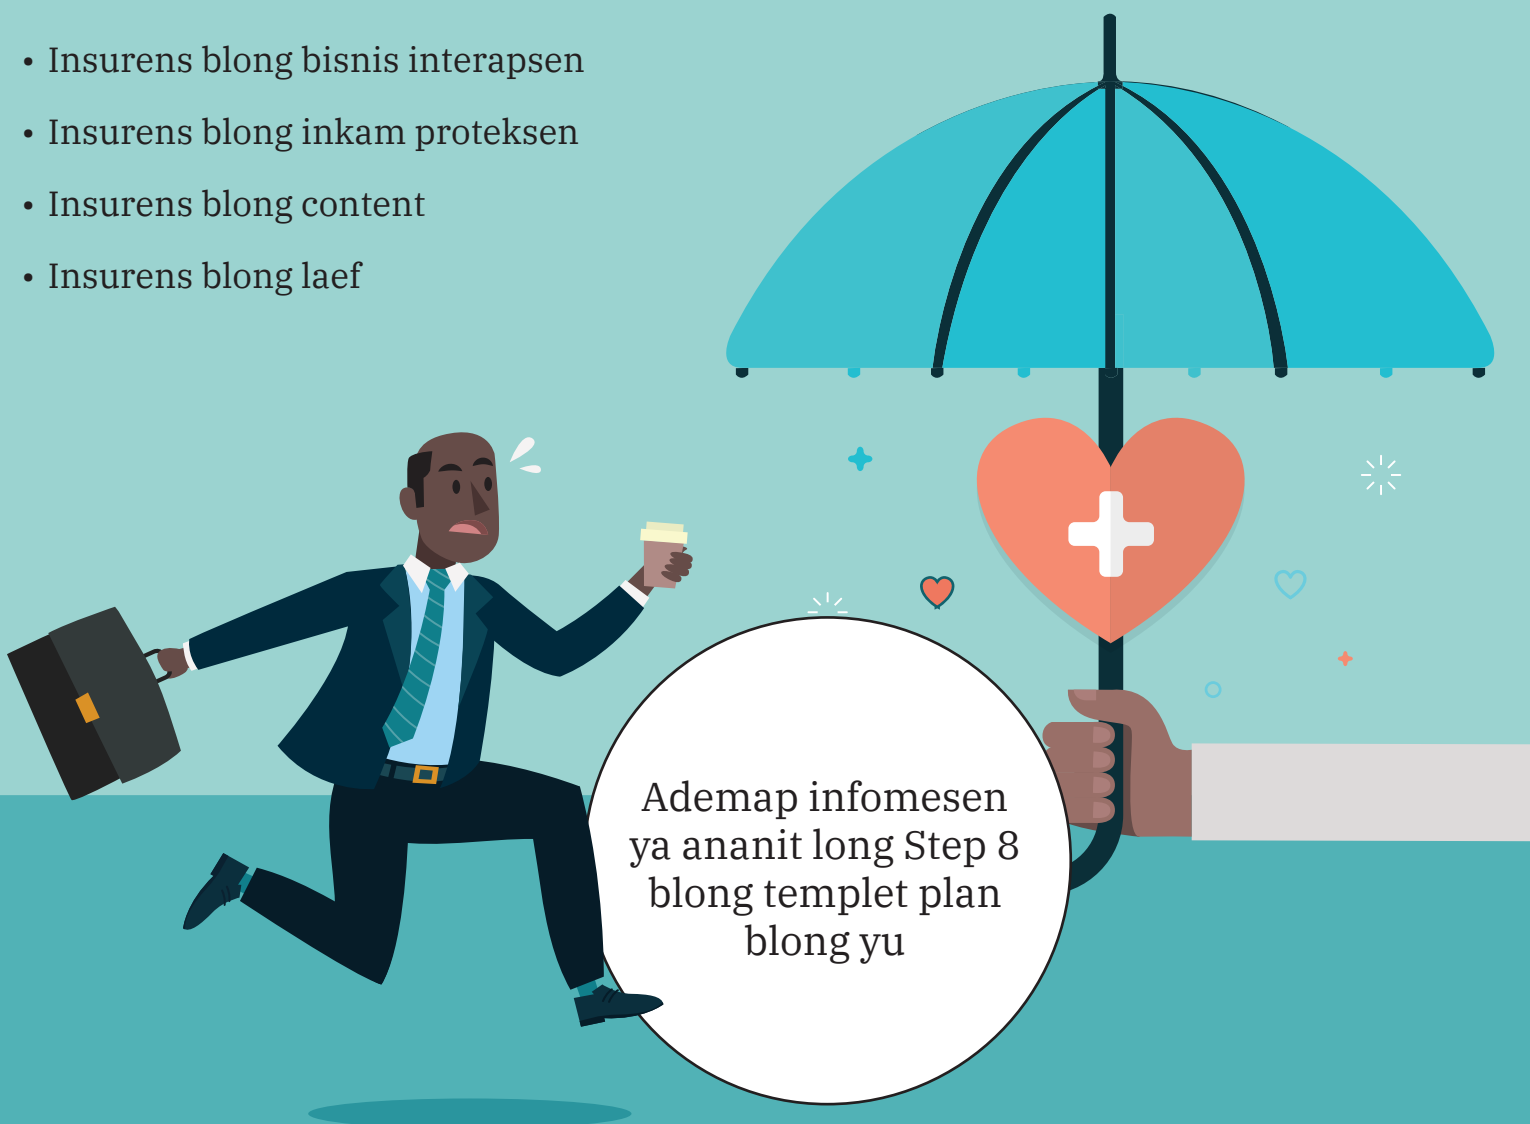 • Insurens blong bisnis interapsen
• Insurens blong inkam proteksen
• Insurens blong content
• Insurens blong laef
Ademap infomesen
ya ananit long Step 8
blong templet plan
blong yu